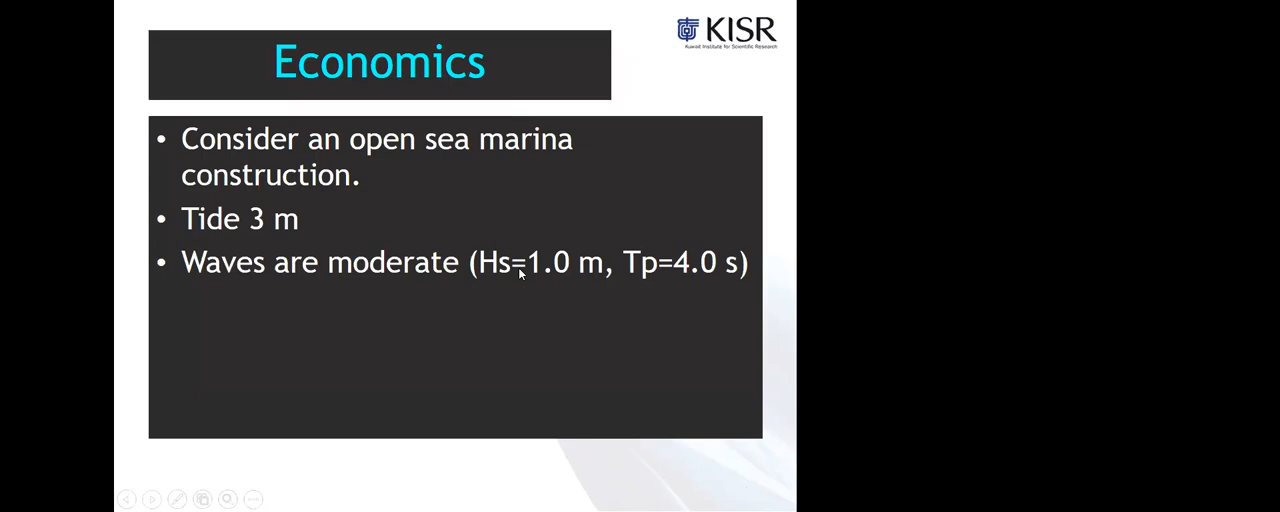 KISR
Kuwait Institute for Scientific Research
Economics
• Consider an open sea marina
construction.
• Tide 3 m
• Waves are moderate (Hs=1.0 m, Tp=4.0 s)